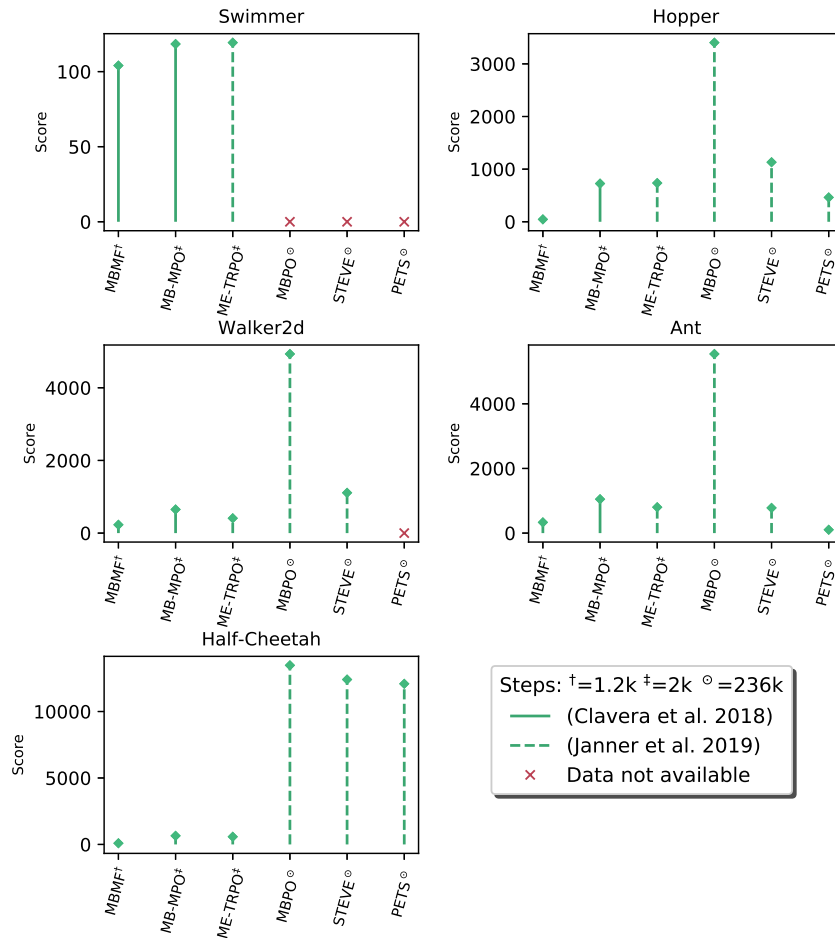 Swimmer
Score
100
50
0
MBMF†
MB-MPO‡
ME-TRPO‡
MBPO⊙
STEVE⊙
PETS⊙
Hopper
Score
3000
2000
1000
0
MBMF†
MB-MPO‡
ME-TRPO‡
MBPO⊙
STEVE⊙
PETS⊙
Walker2d
Score
4000
2000
0
MBMF†
MB-MPO‡
ME-TRPO‡
MBPO⊙
STEVE⊙
PETS⊙
Ant
Score
4000
2000
0
MBMF†
MB-MPO‡
ME-TRPO‡
MBPO⊙
STEVE⊙
PETS⊙
Half-Cheetah
Score
10000
5000
0
MBMF†
MB-MPO‡
ME-TRPO‡
MBPO⊙
STEVE⊙
PETS⊙
Steps: †=1.2k ‡=2k ⊙=236k
(Clavera et al. 2018)
(Janner et al. 2019)
Data not available